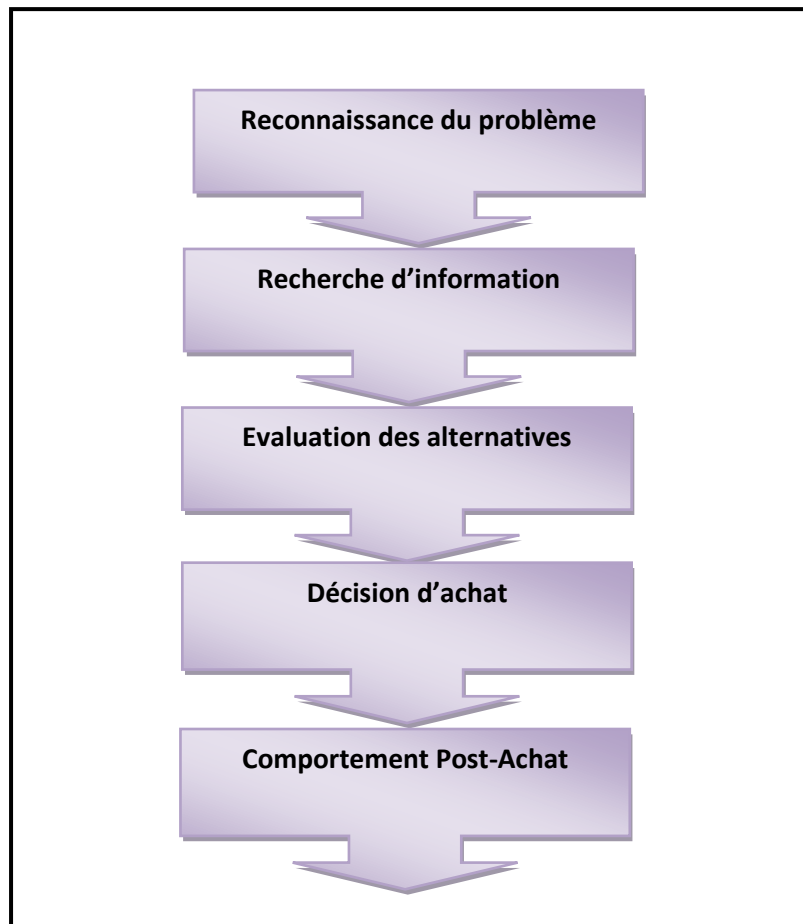 Reconnaissance du problème
Recherche d’information
Evaluation des alternatives
Décision d’achat
Comportement Post-Achat